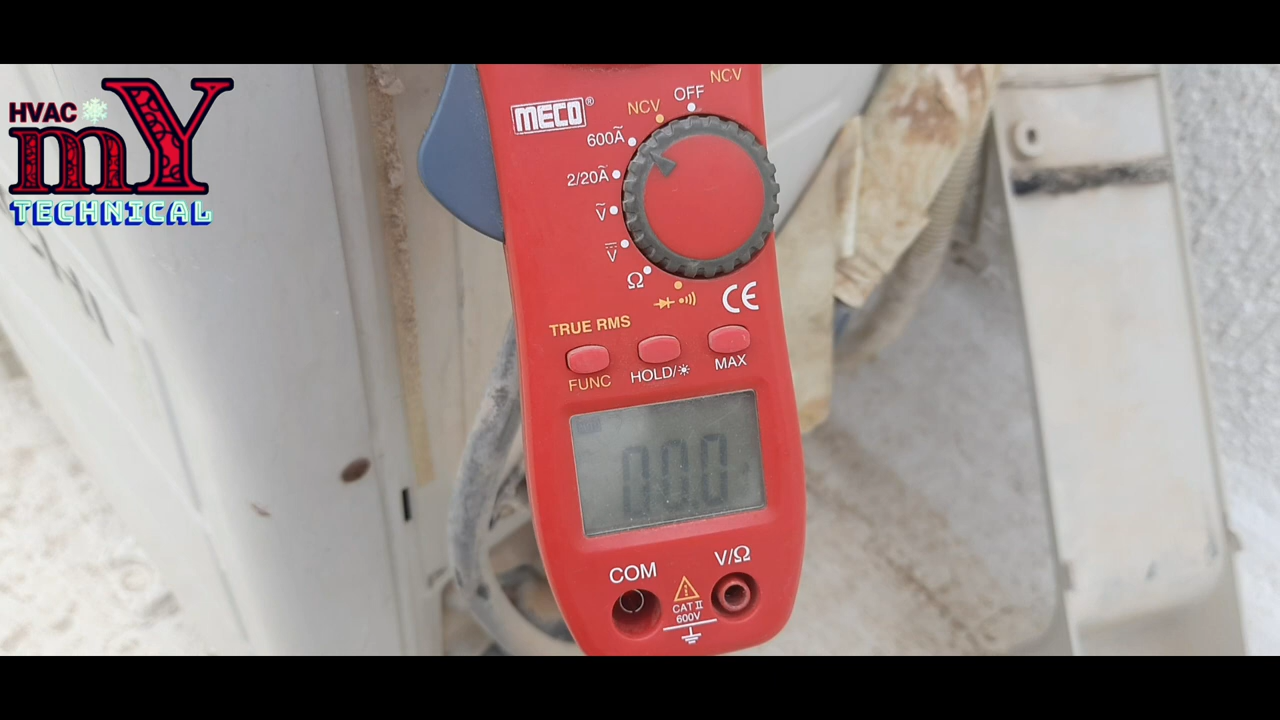 HVAC
mY
TECHNICAL
MECO®
NCV
OFF
NCV
600Ã
2/20Ã
Ṽ
V
Ω
CE
TRUE RMS
FUNC
HOLD/☀
MAX
00.0
COM
V/Ω
CAT II
600V